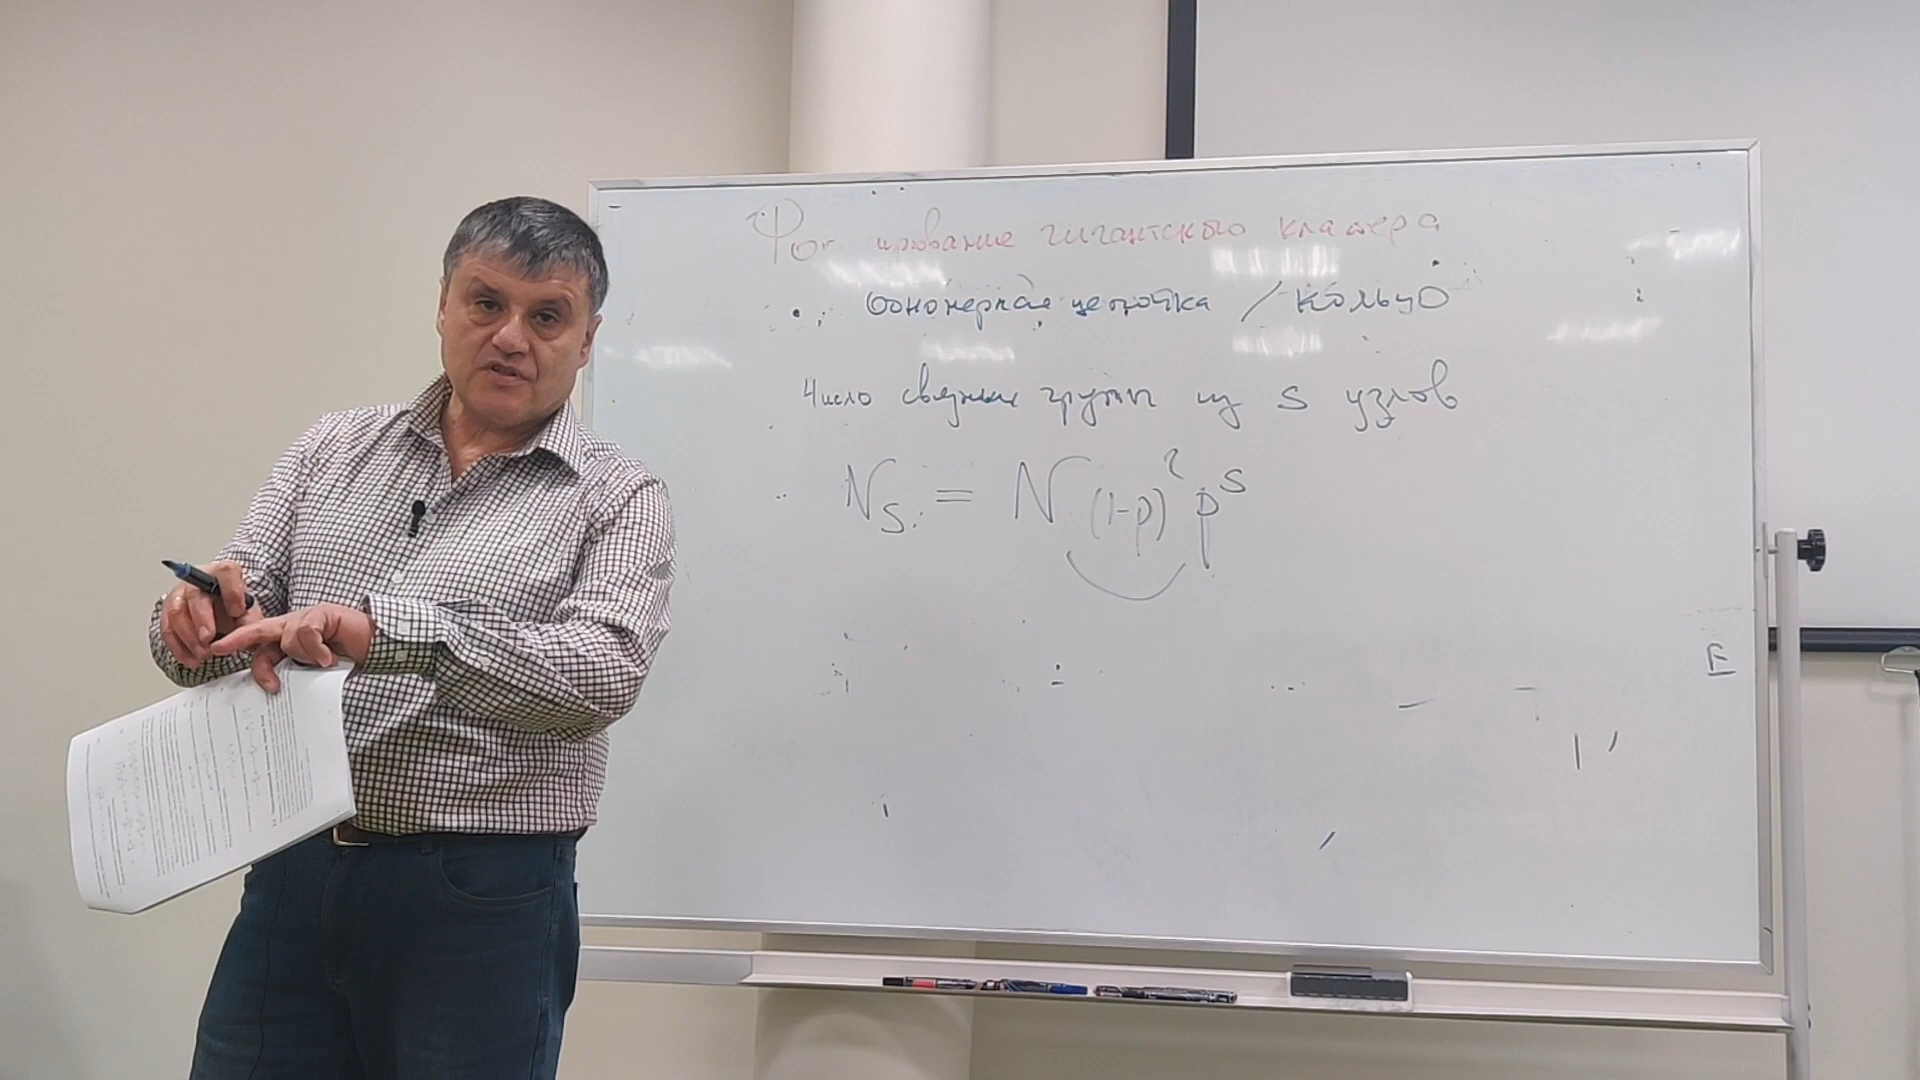 Формирование гигантского кластера
Одномерная цепочка / кольцо
Число связных групп из s узлов
N_S = N (1-p)^2 p^S
E